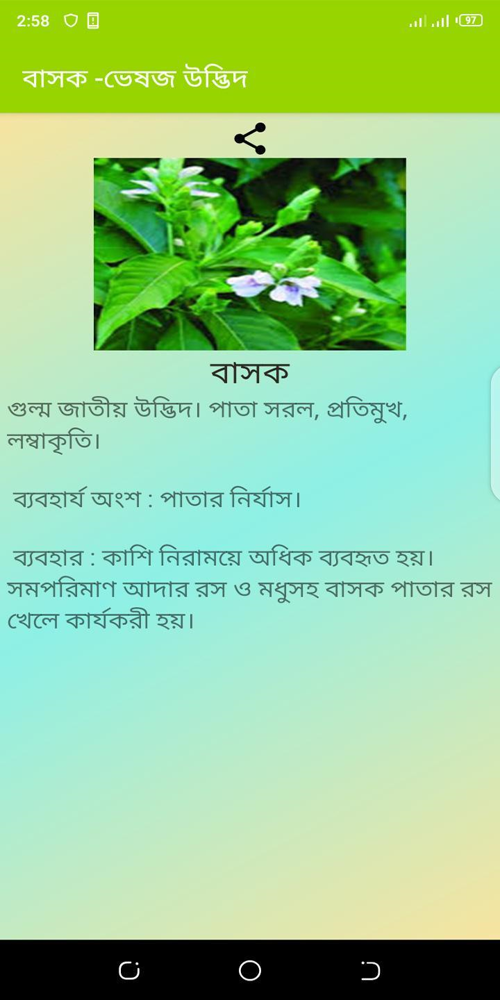 2:58
97
বাসক -ভেষজ উদ্ভিদ
বাসক
গুল্ম জাতীয় উদ্ভিদ। পাতা সরল, প্রতিমুখ,
লম্বাকৃতি।
ব্যবহার্য অংশ : পাতার নির্যাস।
ব্যবহার : কাশি নিরাময়ে অধিক ব্যবহৃত হয়।
সমপরিমাণ আদার রস ও মধুসহ বাসক পাতার রস
খেলে কার্যকরী হয়।